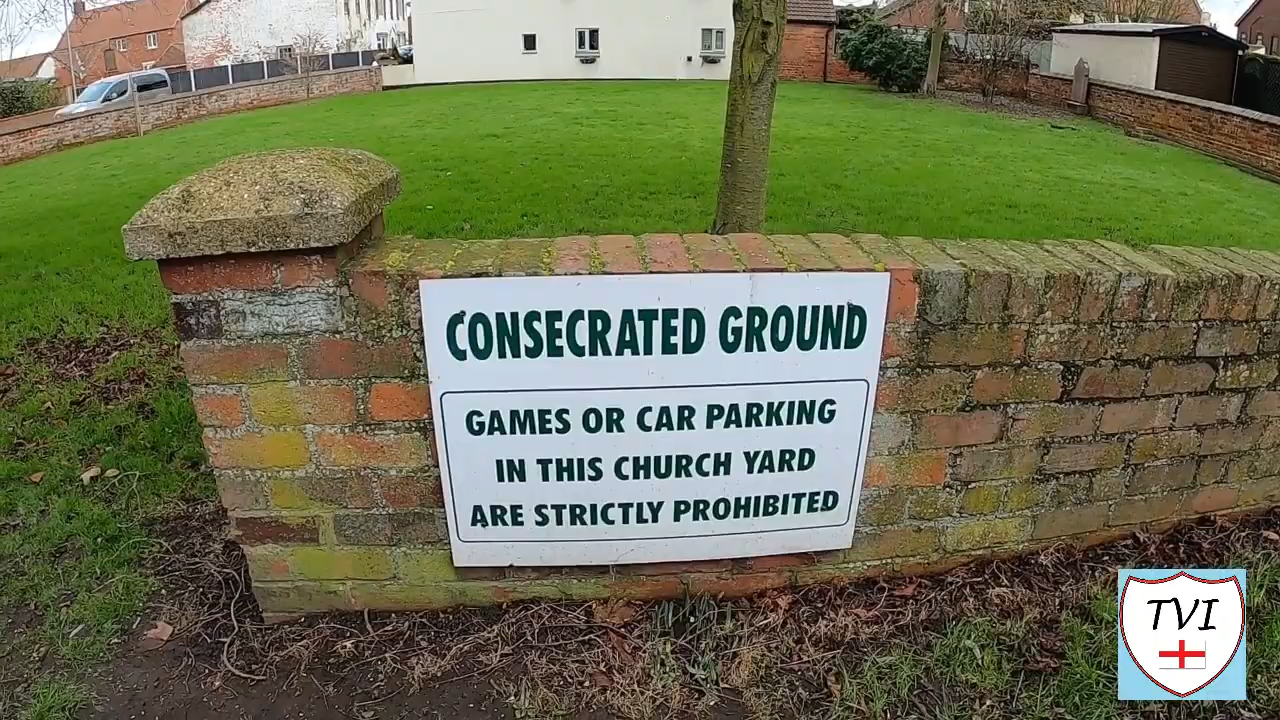 CONSECRATED GROUND
GAMES OR CAR PARKING
IN THIS CHURCH YARD
ARE STRICTLY PROHIBITED
TVI